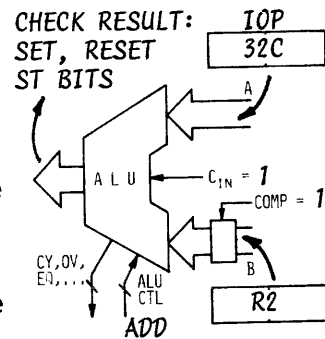 CHECK RESULT:
SET, RESET
ST BITS
IOP
32C
A
ALU
C_IN = 1
COMP = 1
e
CY,OV,
EQ,...
ALU
CTL
ADD
B
R2
e